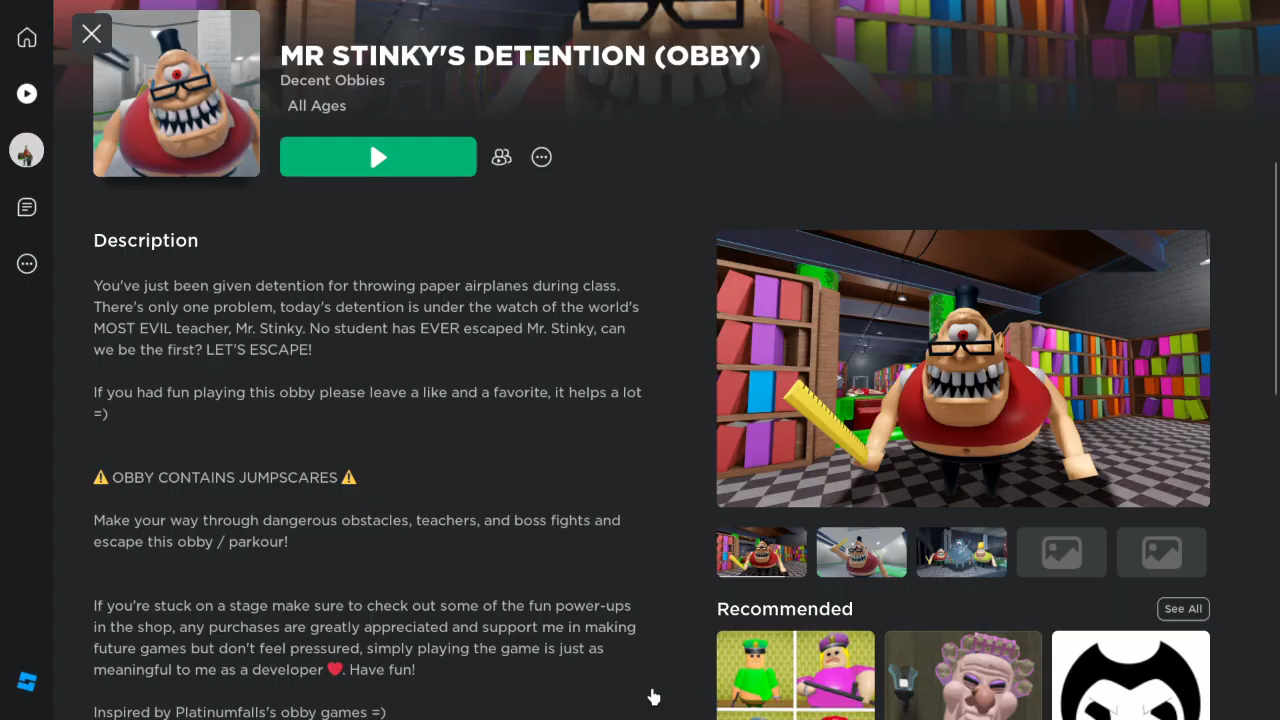 MR STINKY'S DETENTION (OBBY)
Decent Obbies
All Ages
Description
You've just been given detention for throwing paper airplanes during class.
There's only one problem, today's detention is under the watch of the world's
MOST EVIL teacher, Mr. Stinky. No student has EVER escaped Mr. Stinky, can
we be the first? LET'S ESCAPE!
If you had fun playing this obby please leave a like and a favorite, it helps a lot
=)
⚠️ OBBY CONTAINS JUMPSCARES ⚠️
Make your way through dangerous obstacles, teachers, and boss fights and
escape this obby / parkour!
If you're stuck on a stage make sure to check out some of the fun power-ups
in the shop, any purchases are greatly appreciated and support me in making
future games but don't feel pressured, simply playing the game is just as
meaningful to me as a developer ❤️. Have fun!
Inspired by Platinumfalls's obby games =)
Recommended
See All